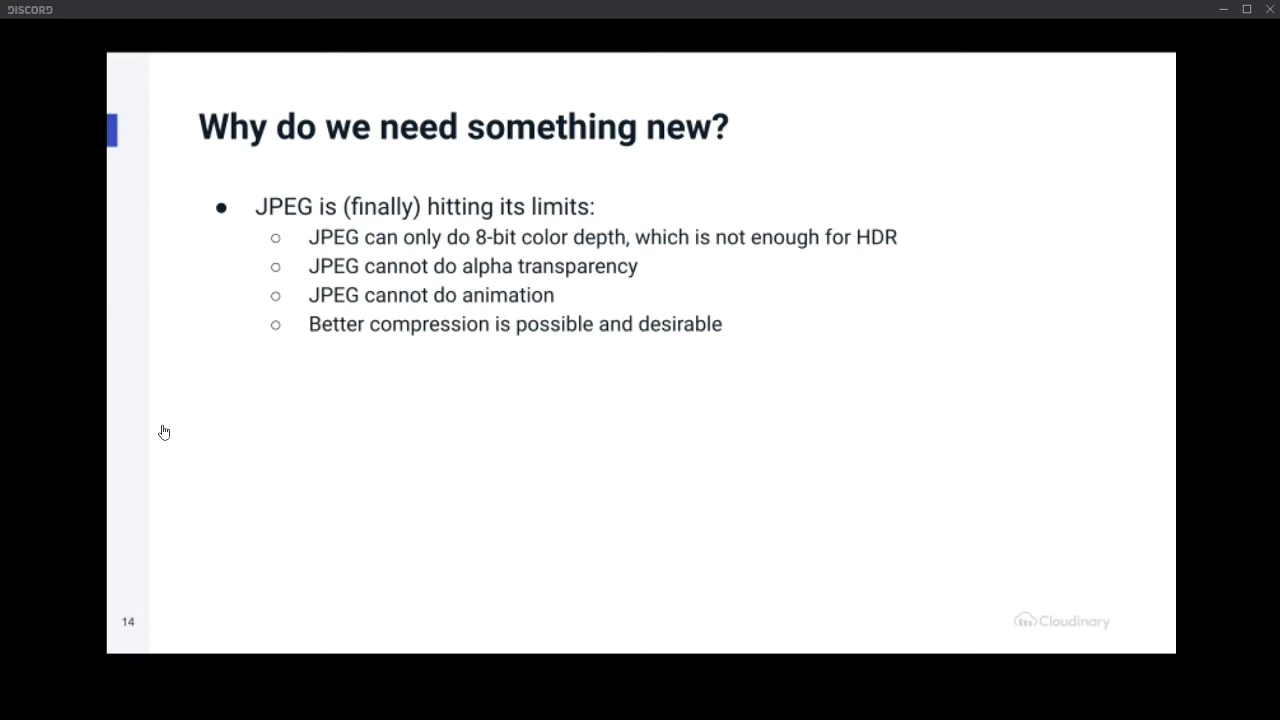 DISCORD
Why do we need something new?
● JPEG is (finally) hitting its limits:
○ JPEG can only do 8-bit color depth, which is not enough for HDR
○ JPEG cannot do alpha transparency
○ JPEG cannot do animation
○ Better compression is possible and desirable
14
Cloudinary